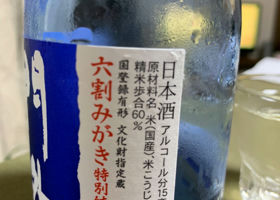 日本酒
アルコール分15
原材料名 米(国産)、米こうじ
精米歩合60%
国登録有形 文化財指定蔵
六割みがき特別